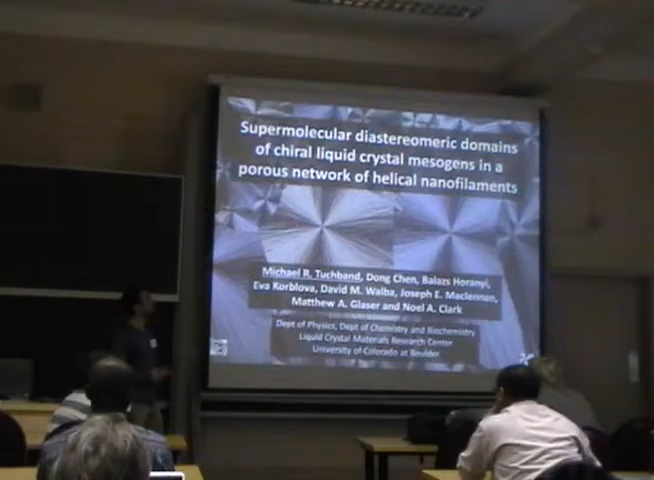 Supermolecular diastereomeric domains
of chiral liquid crystal mesogens in a
porous network of helical nanofilaments
Michael R. Tuchband, Dong Chen, Balazs Horanyi,
Eva Korblova, David M. Walba, Joseph E. Maclennan,
Matthew A. Glaser and Noel A. Clark
Dept of Physics, Dept of Chemistry and Biochemistry
Liquid Crystal Materials Research Center
University of Colorado at Boulder